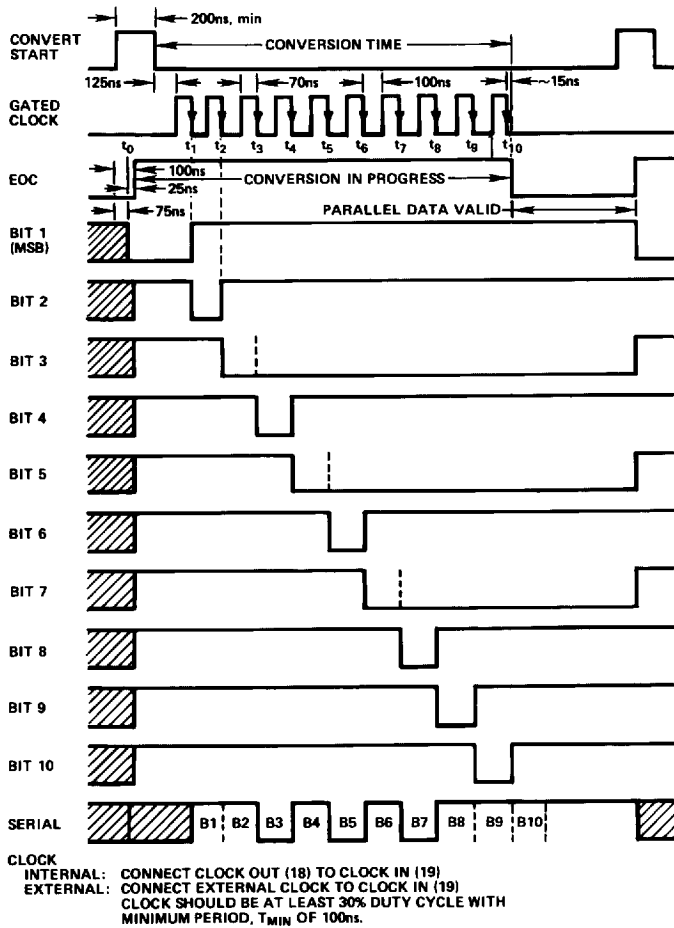 200ns, min
CONVERT
START
CONVERSION TIME
125ns
70ns
100ns
~15ns
GATED
CLOCK
t0
t1
t2
t3
t4
t5
t6
t7
t8
t9
t10
EOC
100ns
25ns
CONVERSION IN PROGRESS
75ns
PARALLEL DATA VALID
BIT 1
(MSB)
BIT 2
BIT 3
BIT 4
BIT 5
BIT 6
BIT 7
BIT 8
BIT 9
BIT 10
SERIAL
B1 B2 B3 B4 B5 B6 B7 B8 B9 B10
CLOCK
INTERNAL: CONNECT CLOCK OUT (18) TO CLOCK IN (19)
EXTERNAL: CONNECT EXTERNAL CLOCK TO CLOCK IN (19)
CLOCK SHOULD BE AT LEAST 30% DUTY CYCLE WITH
MINIMUM PERIOD, TMIN OF 100ns.